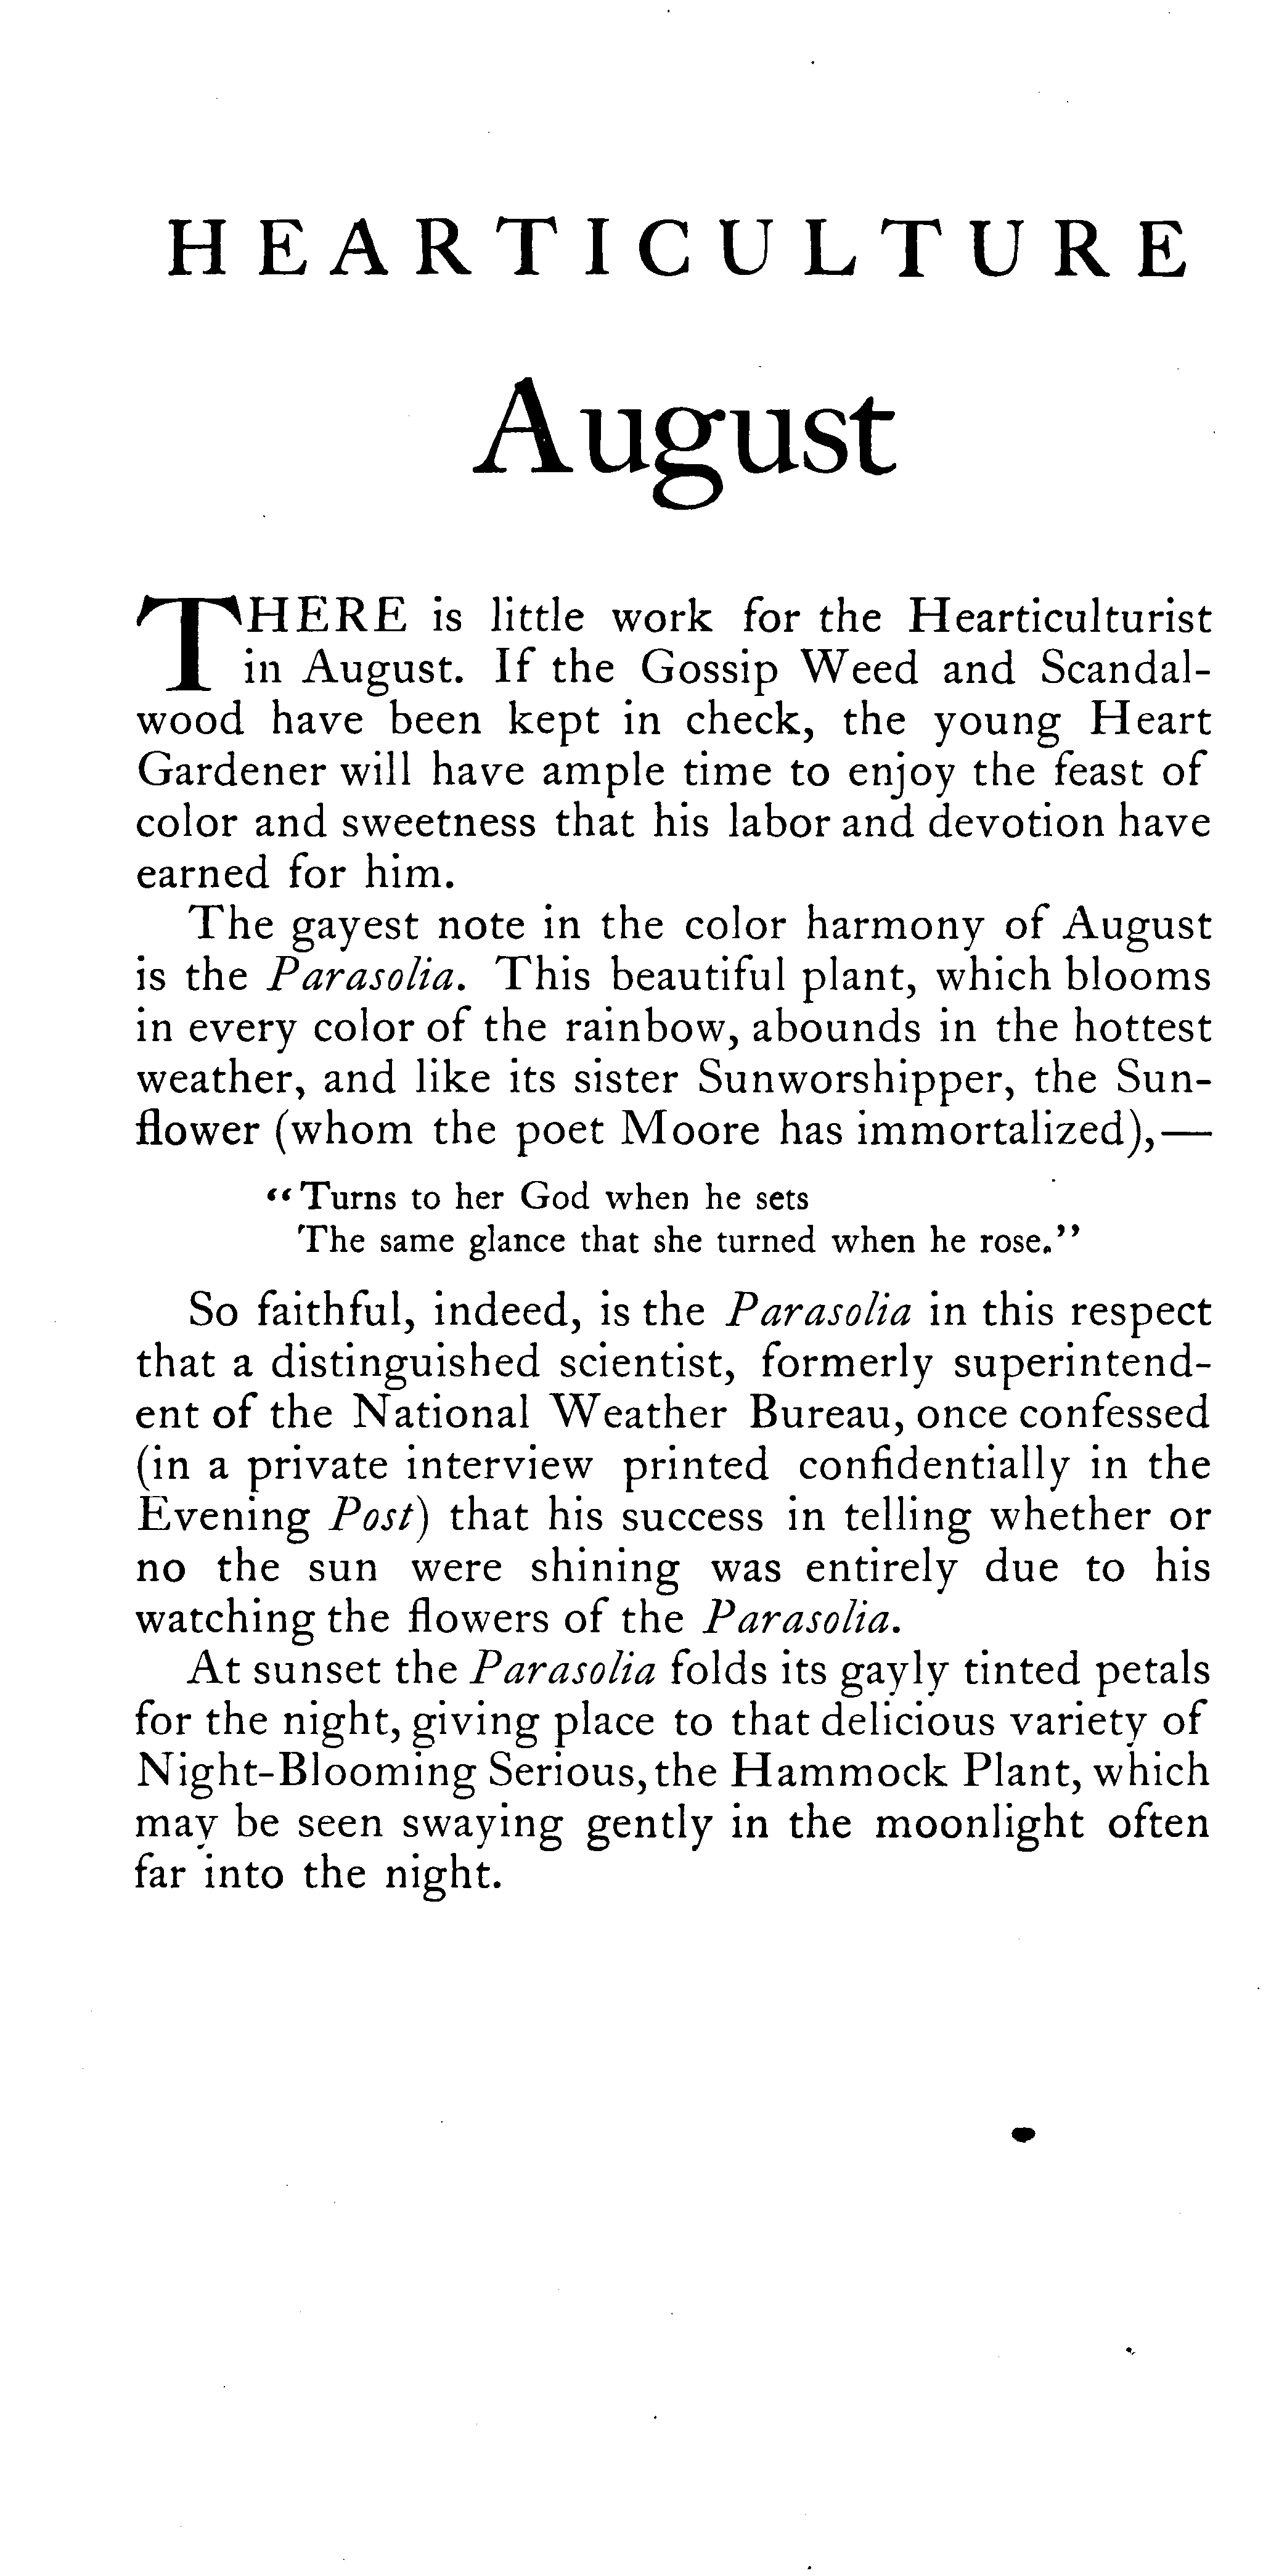 HEARTICULTURE
August
THERE is little work for the Hearticulturist
in August. If the Gossip Weed and Scandal-
wood have been kept in check, the young Heart
Gardener will have ample time to enjoy the feast of
color and sweetness that his labor and devotion have
earned for him.
The gayest note in the color harmony of August
is the Parasolia. This beautiful plant, which blooms
in every color of the rainbow, abounds in the hottest
weather, and like its sister Sunworshipper, the Sun-
flower (whom the poet Moore has immortalized),—
“Turns to her God when he sets
The same glance that she turned when he rose.”
So faithful, indeed, is the Parasolia in this respect
that a distinguished scientist, formerly superintend-
ent of the National Weather Bureau, once confessed
(in a private interview printed confidentially in the
Evening Post) that his success in telling whether or
no the sun were shining was entirely due to his
watching the flowers of the Parasolia.
At sunset the Parasolia folds its gayly tinted petals
for the night, giving place to that delicious variety of
Night-Blooming Serious, the Hammock Plant, which
may be seen swaying gently in the moonlight often
far into the night.